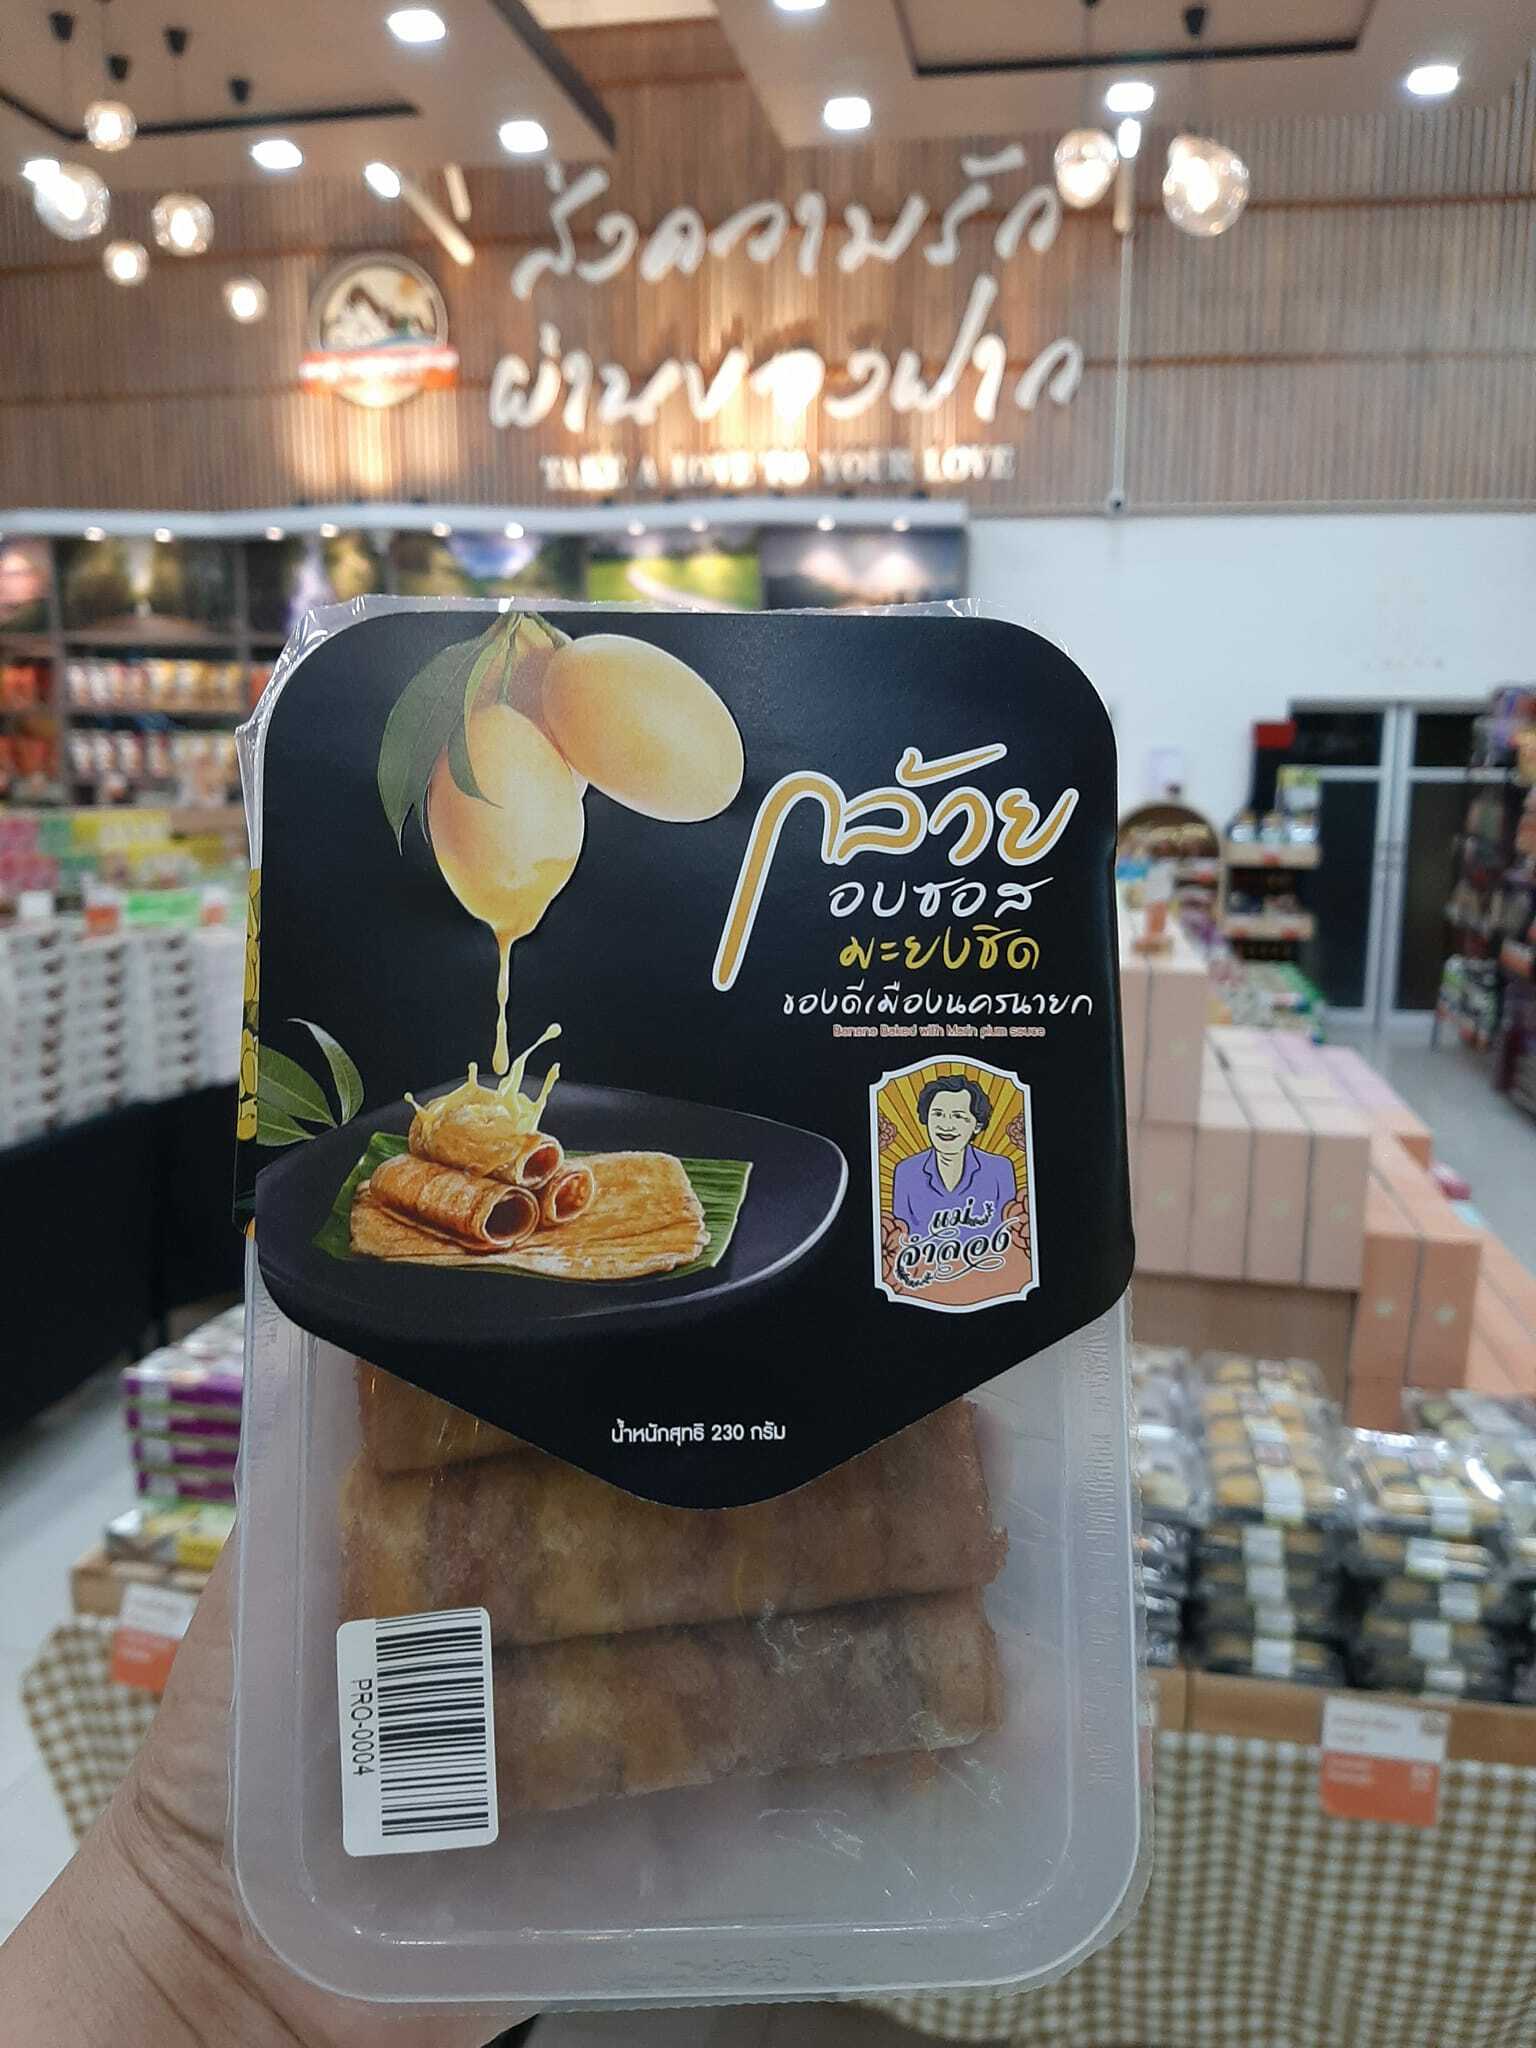 ส่งความรัก
ผ่านของฝาก
TAKE A LOVE TO YOUR LOVE
กล้วย
อบซอส
มะยงชิด
ของดีเมืองนครนายก
Banana Baked with Marin plum sauce
แม่
จำลอง
น้ำหนักสุทธิ 230 กรัม
PRO-0004